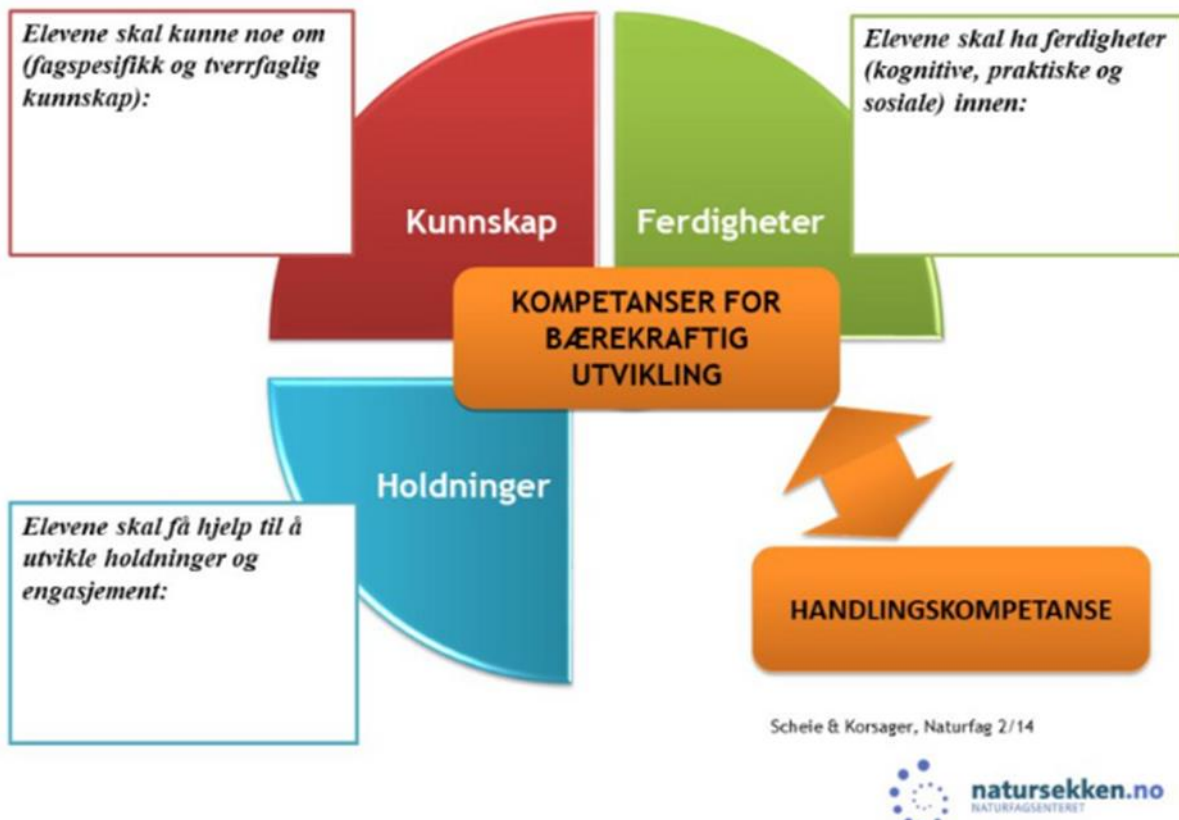 Elevene skal kunne noe om
(fagspesifikk og tverrfaglig
kunnskap):
Elevene skal ha ferdigheter
(kognitive, praktiske og
sosiale) innen:
Kunnskap
Ferdigheter
KOMPETANSER FOR
BÆREKRAFTIG
UTVIKLING
Holdninger
Elevene skal få hjelp til å
utvikle holdninger og
engasjement:
HANDLINGSKOMPETANSE
Scheie & Korsager, Naturfag 2/14
natursekken.no
NATURFAGSENTERET